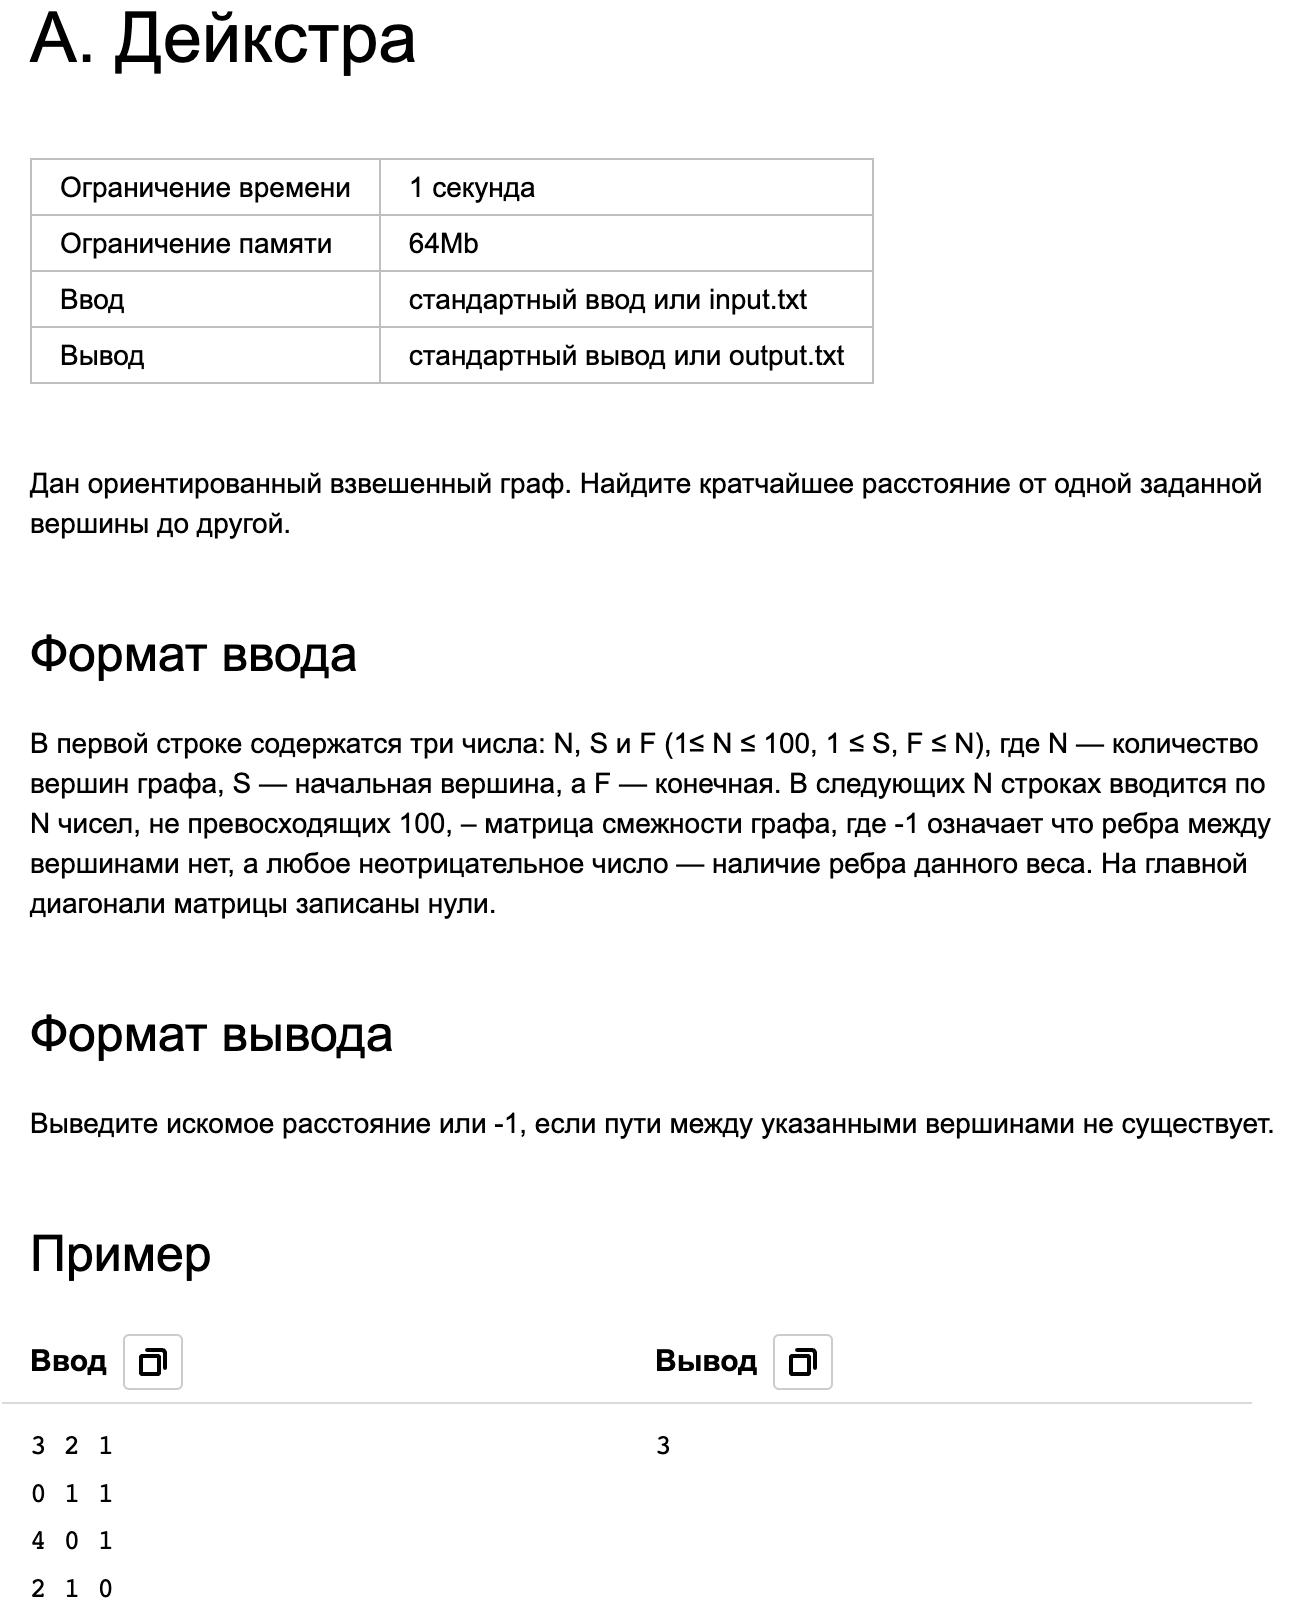 А. Дейкстра
Ограничение времени 1 секунда
Ограничение памяти 64Mb
Ввод стандартный ввод или input.txt
Вывод стандартный вывод или output.txt
Дан ориентированный взвешенный граф. Найдите кратчайшее расстояние от одной заданной
вершины до другой.
Формат ввода
В первой строке содержатся три числа: N, S и F (1≤ N ≤ 100, 1 ≤ S, F ≤ N), где N — количество
вершин графа, S — начальная вершина, а F — конечная. В следующих N строках вводится по
N чисел, не превосходящих 100, – матрица смежности графа, где -1 означает что ребра между
вершинами нет, а любое неотрицательное число — наличие ребра данного веса. На главной
диагонали матрицы записаны нули.
Формат вывода
Выведите искомое расстояние или -1, если пути между указанными вершинами не существует.
Пример
Ввод Вывод
3 2 1 3
0 1 1
4 0 1
2 1 0